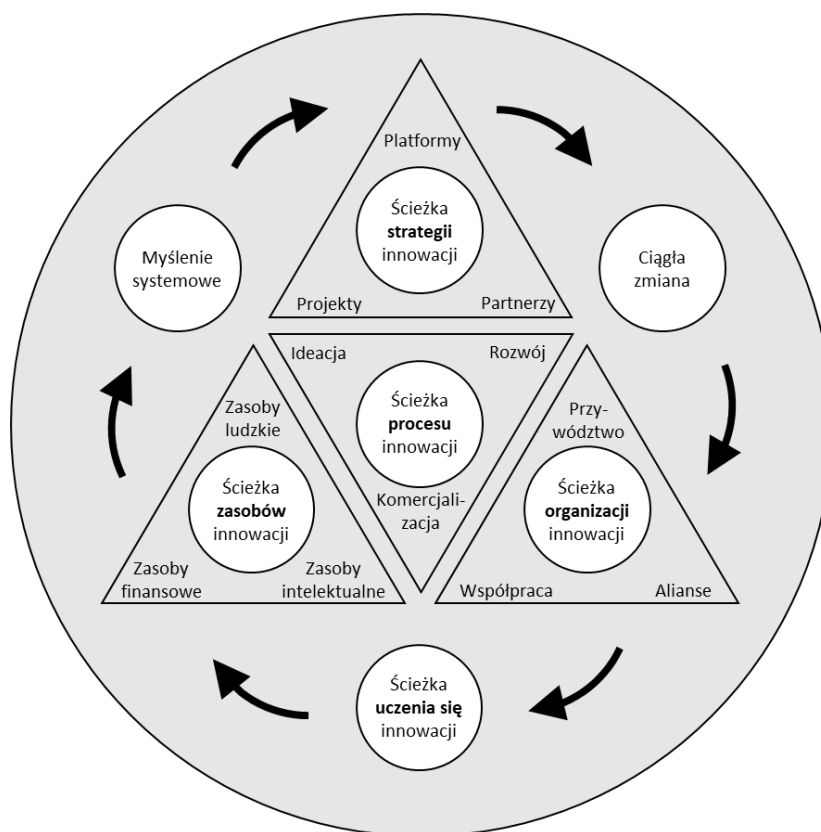 Platformy
Ścieżka
strategii
innowacji
Projekty
Partnerzy
Myślenie
systemowe
Ciągła
zmiana
Ideacja
Rozwój
Ścieżka
procesu
innowacji
Komercjali-
zacja
Zasoby
ludzkie
Ścieżka
zasobów
innowacji
Zasoby
finansowe
Zasoby
intelektualne
Przy-
wództwo
Ścieżka
organizacji
innowacji
Współpraca
Alianse
Ścieżka
uczenia się
innowacji